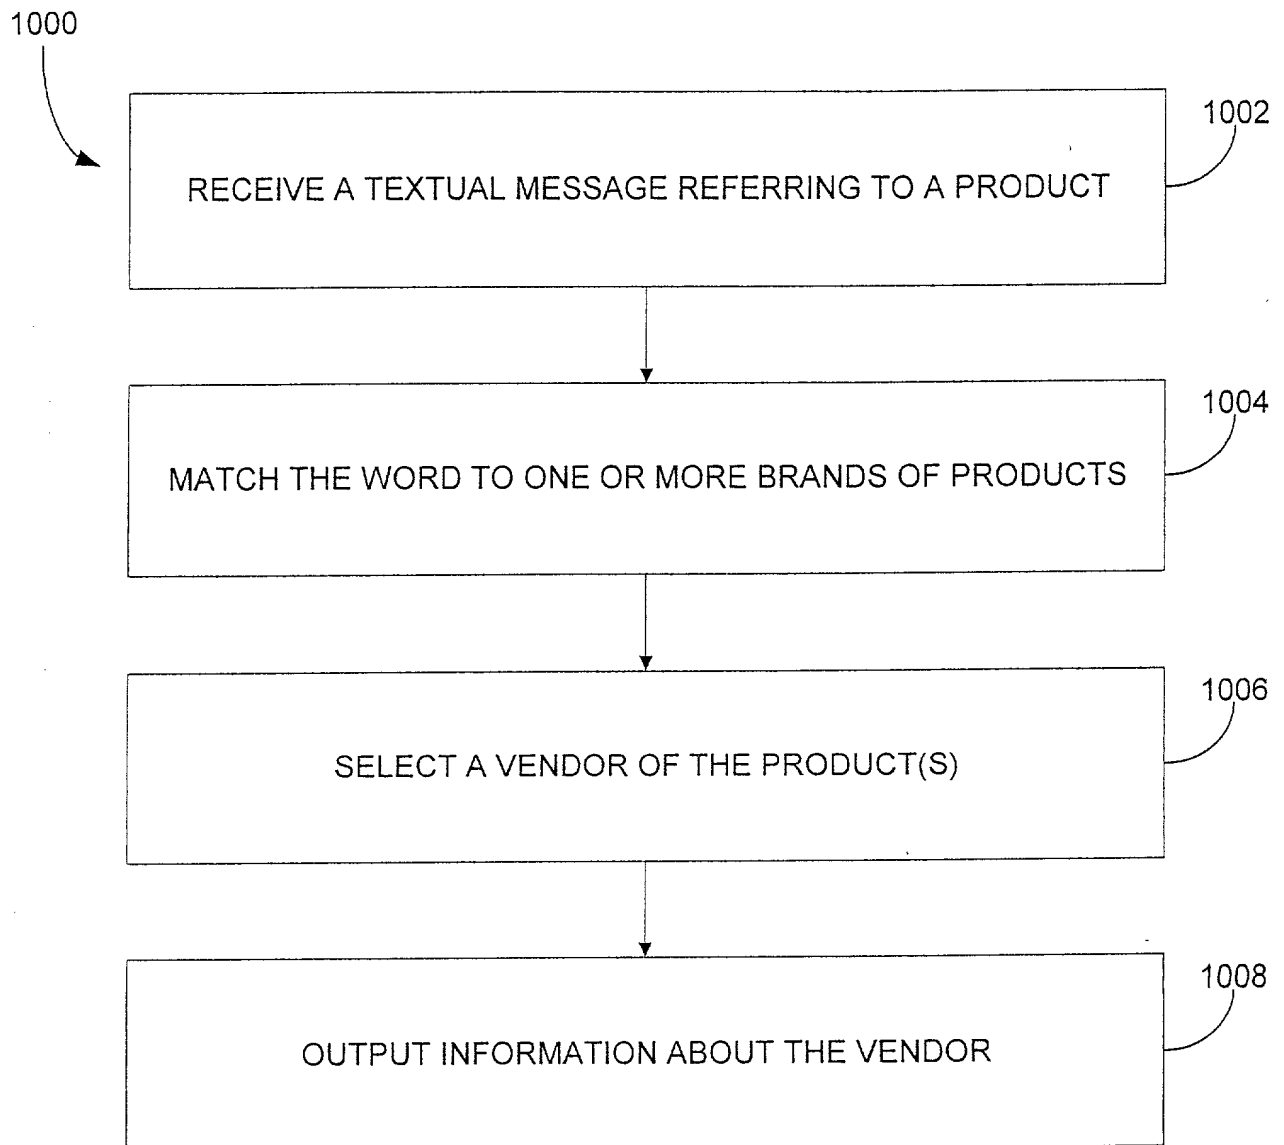 1000
1002
RECEIVE A TEXTUAL MESSAGE REFERRING TO A PRODUCT
1004
MATCH THE WORD TO ONE OR MORE BRANDS OF PRODUCTS
1006
SELECT A VENDOR OF THE PRODUCT(S)
1008
OUTPUT INFORMATION ABOUT THE VENDOR